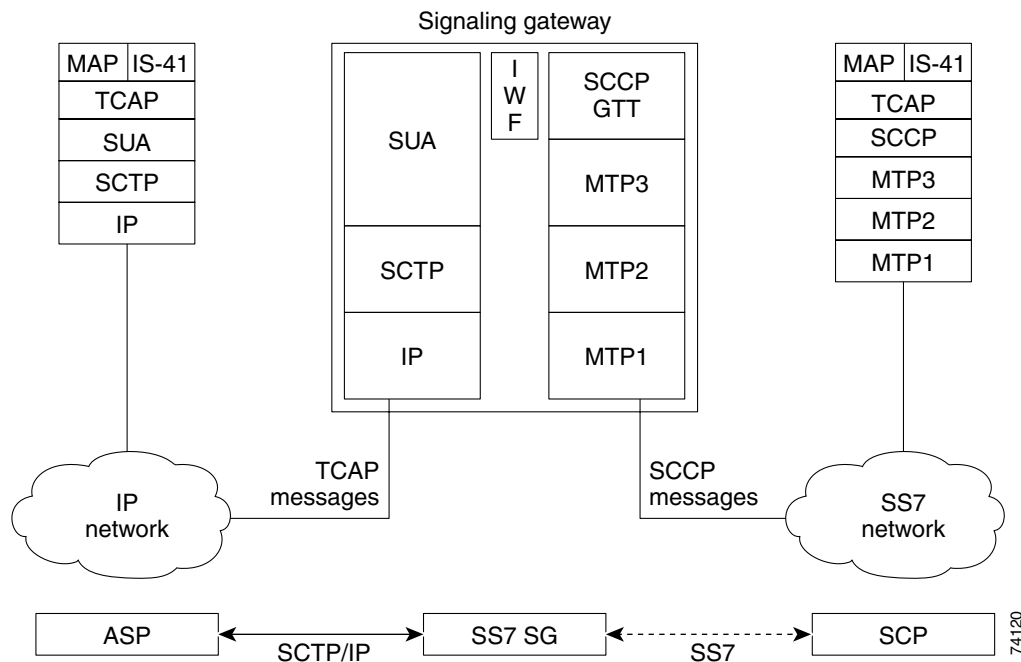 Signaling gateway
MAP IS-41
TCAP
SUA
SCTP
IP
SUA
SCTP
IP
I
W
F
SCCP
GTT
MTP3
MTP2
MTP1
MAP IS-41
TCAP
SCCP
MTP3
MTP2
MTP1
IP
network
TCAP
messages
SCCP
messages
SS7
network
ASP
SCTP/IP
SS7 SG
SS7
SCP
74120